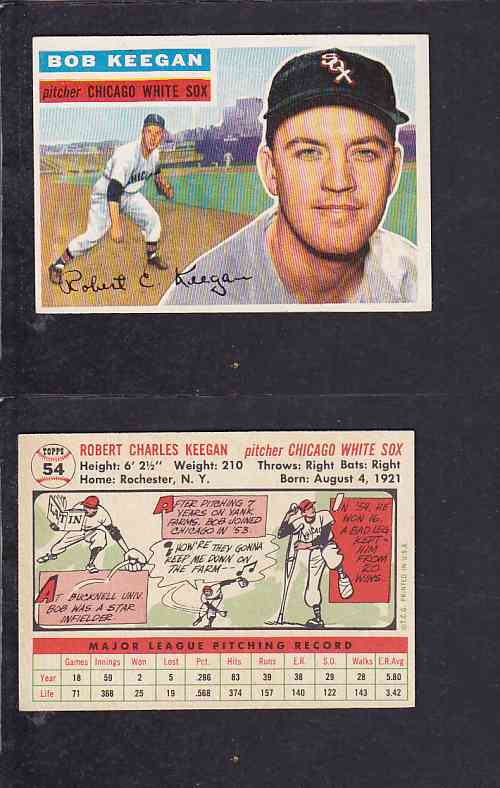 BOB KEEGAN
pitcher CHICAGO WHITE SOX
SOX
CHICAGO
Robert C. Keegan
TOPPS
54
ROBERT CHARLES KEEGAN pitcher CHICAGO WHITE SOX
Height: 6' 2½" Weight: 210 Throws: Right Bats: Right
Home: Rochester, N. Y. Born: August 4, 1921
LATIN
AT BUCKNELL UNIV.
BOB WAS A STAR
INFIELDER.
AFTER PITCHING 7
YEARS ON YANK
FARMS, BOB JOINED
CHICAGO IN '53.
"HOW'RE THEY GONNA
KEEP ME DOWN ON
THE FARM--"
IN '54, HE
WON 16.
A BAD LEG
KEPT
HIM
FROM
20
WINS.
©T.C.G. PRINTED IN U.S.A.
MAJOR LEAGUE PITCHING RECORD
Games Innings Won Lost Pct. Hits Runs E.R. S.O. Walks E.R.Avg
Year 18 59 2 5 .286 83 39 38 29 28 5.80
Life 71 368 25 19 .568 374 157 140 122 143 3.42